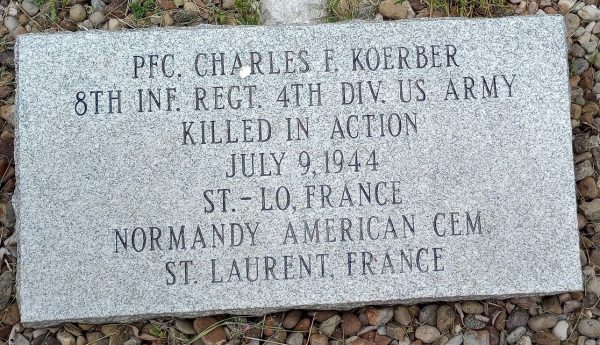 PFC. CHARLES F. KOERBER
8TH INF. REGT. 4TH DIV. US ARMY
KILLED IN ACTION
JULY 9, 1944
ST.-LO, FRANCE
NORMANDY AMERICAN CEM
ST. LAURENT, FRANCE